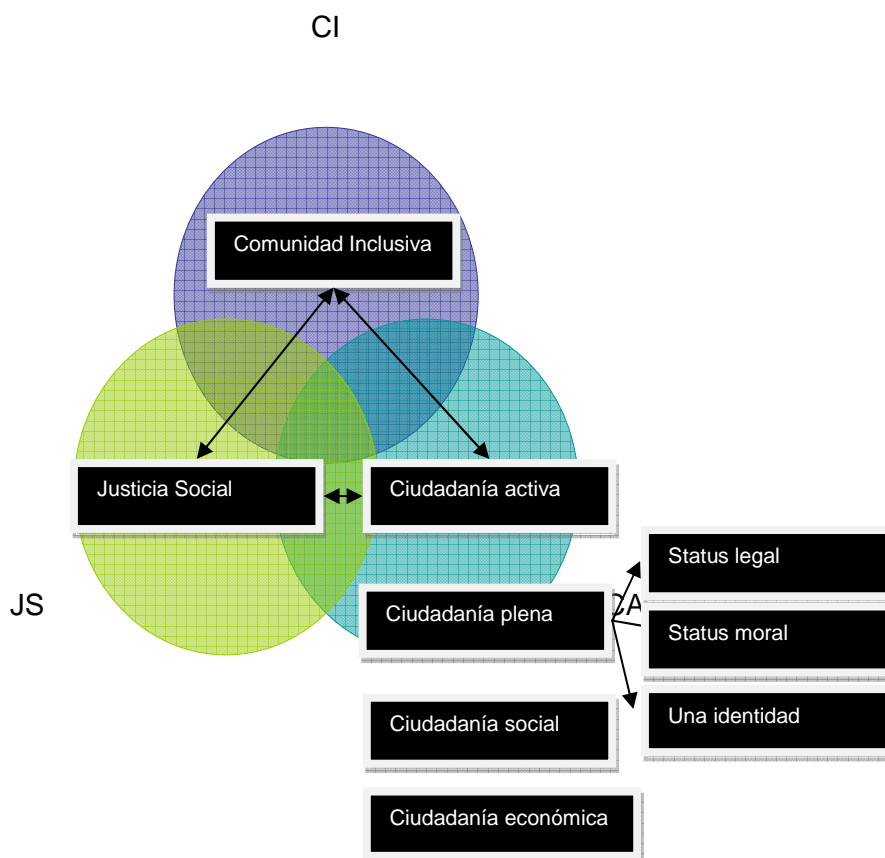 CI
Comunidad Inclusiva
Justicia Social
Ciudadanía activa
Status legal
JS
Ciudadanía plena
CA
Status moral
Una identidad
Ciudadanía social
Ciudadanía económica